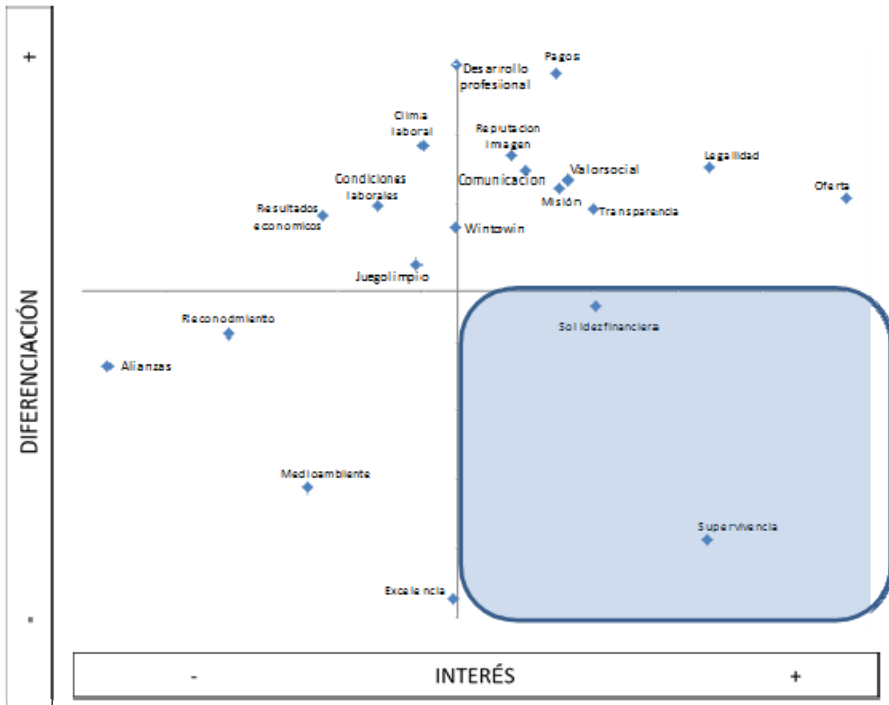 +
Pagos
Desarrollo
profesional
Clima
laboral
Reputacion
imagen
Legalidad
Comunicacion
Valorsocial
Condiciones
laborales
Oferta
Misión
Resultados
economicos
Transparencia
Wintowin
Juegolimpio
DIFERENCIACIÓN
Reconocimiento
Solidezfinanciera
Alianzas
Medioambiente
Supervivencia
Excelencia
-
- INTERÉS +